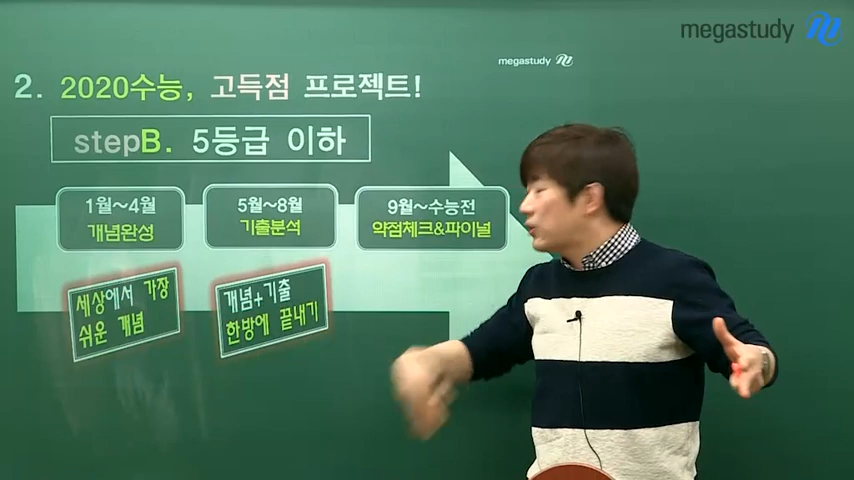 megastudy
megastudy
2. 2020수능, 고득점 프로젝트!
stepB. 5등급 이하
1월~4월
개념완성
5월~8월
기출분석
9월~수능전
약점체크&파이널
세상에서 가장
쉬운 개념
개념+기출
한방에 끝내기